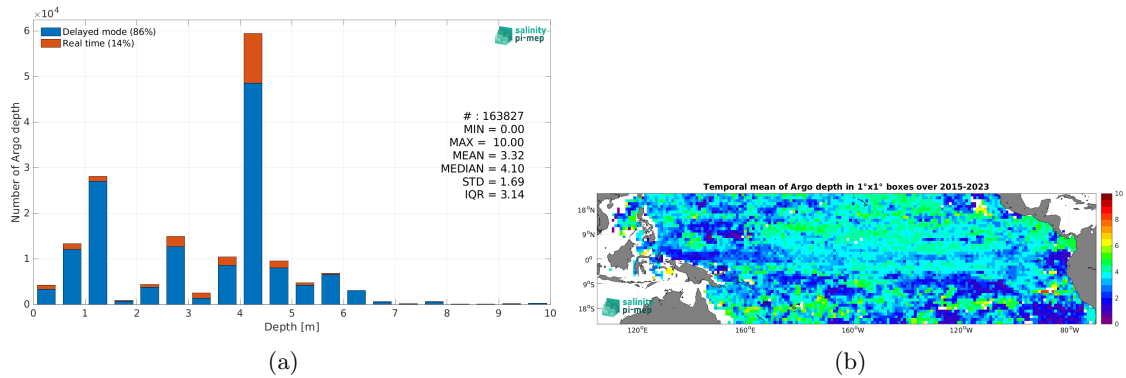 ×10⁴
6
5
4
3
2
1
0
Number of Argo depth
Delayed mode (86%)
Real time (14%)
salinity
pi-mep
# : 163827
MIN = 0.00
MAX = 10.00
MEAN = 3.32
MEDIAN = 4.10
STD = 1.69
IQR = 3.14
0 1 2 3 4 5 6 7 8 9 10
Depth [m]
(a)
Temporal mean of Argo depth in 1°x1° boxes over 2015-2023
18°N
9°N
0°
9°S
18°S
salinity
pi-mep
120°E 160°E 160°W 120°W 80°W
10
8
6
4
2
0
(b)